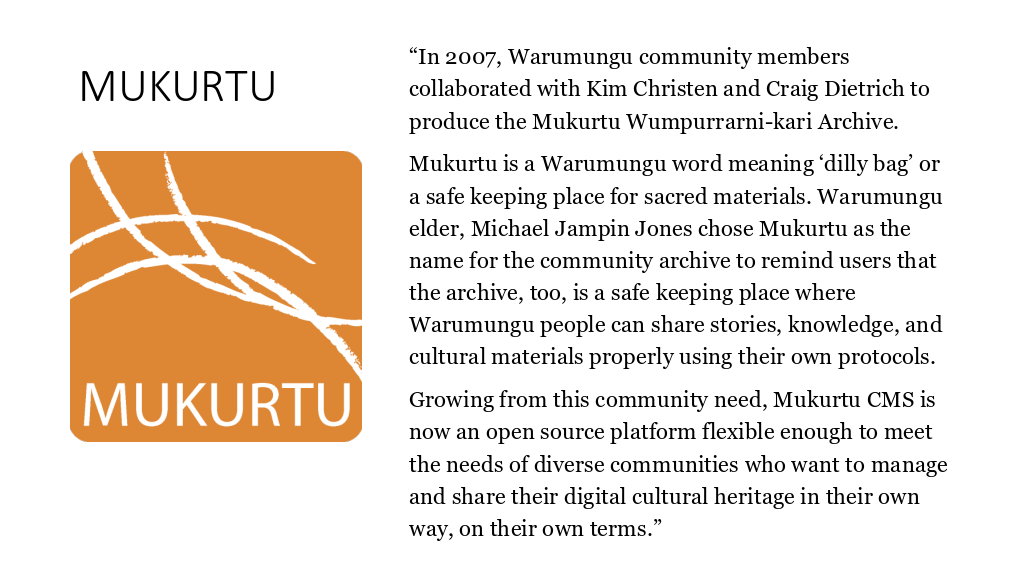 MUKURTU
MUKURTU
“In 2007, Warumungu community members
collaborated with Kim Christen and Craig Dietrich to
produce the Mukurtu Wumpurrarni-kari Archive.
Mukurtu is a Warumungu word meaning ‘dilly bag’ or
a safe keeping place for sacred materials. Warumungu
elder, Michael Jampin Jones chose Mukurtu as the
name for the community archive to remind users that
the archive, too, is a safe keeping place where
Warumungu people can share stories, knowledge, and
cultural materials properly using their own protocols.
Growing from this community need, Mukurtu CMS is
now an open source platform flexible enough to meet
the needs of diverse communities who want to manage
and share their digital cultural heritage in their own
way, on their own terms.”